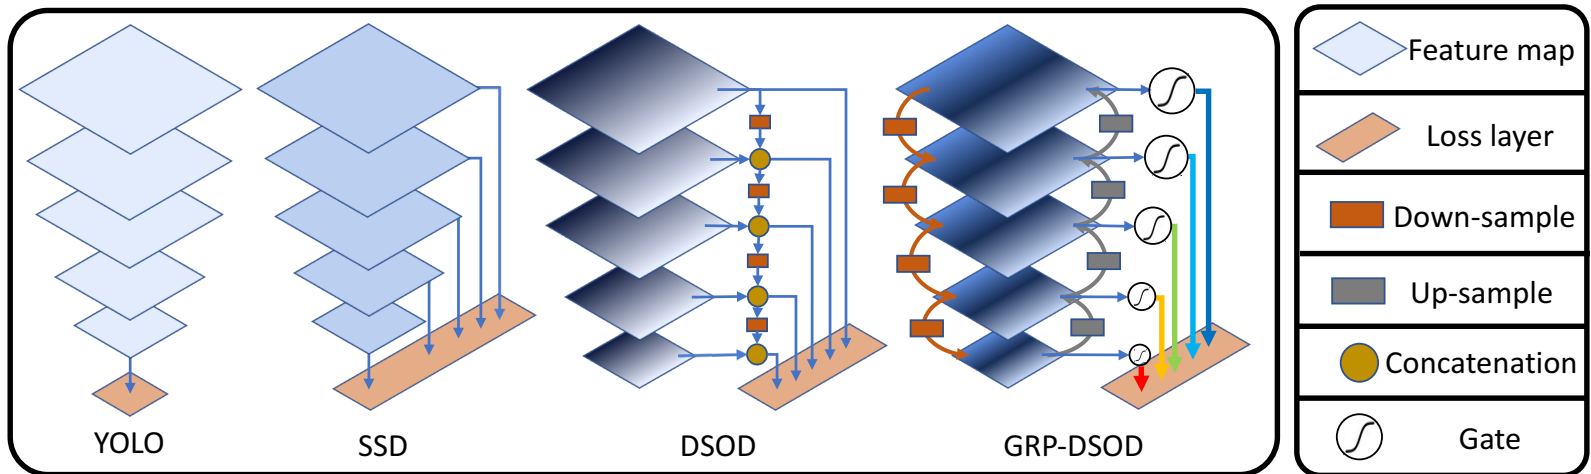 YOLO
SSD
DSOD
GRP-DSOD
Feature map
Loss layer
Down-sample
Up-sample
Concatenation
Gate